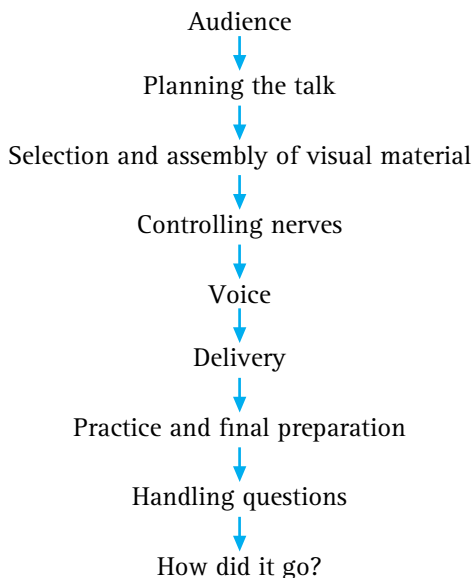 Audience
Planning the talk
Selection and assembly of visual material
Controlling nerves
Voice
Delivery
Practice and final preparation
Handling questions
How did it go?